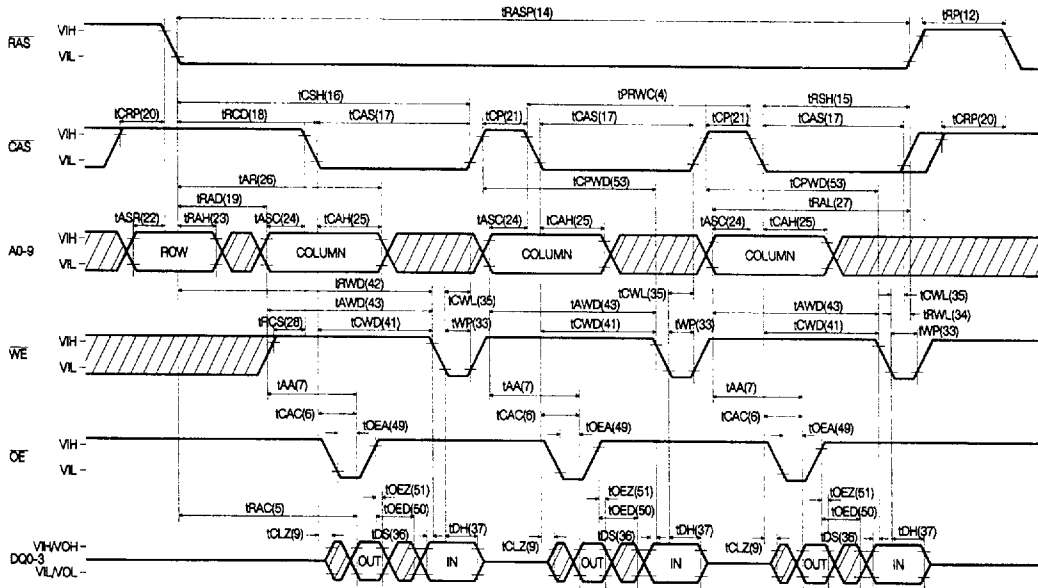 tRASP(14) tRP(12)
RAS VIH
VIL
tCSH(16) tPRWC(4) tRSH(15)
tCRP(20) tRCD(18) tCAS(17) tCP(21) tCAS(17) tCP(21) tCAS(17) tCRP(20)
CAS VIH
VIL
tAR(26) tCPWD(53) tCPWD(53)
tRAD(19) tRAL(27)
tASR(22) tRAH(23) tASC(24) tCAH(25) tASC(24) tCAH(25) tASC(24) tCAH(25)
A0-9 VIH
VIL
ROW COLUMN COLUMN COLUMN
tRWD(42) tCWL(35) tCWL(35) tCWL(35)
tAWD(43) tAWD(43) tAWD(43) tRWL(34)
tRCS(28) tCWD(41) tWP(33) tCWD(41) tWP(33) tCWD(41) tWP(33)
WE VIH
VIL
tAA(7) tAA(7) tAA(7)
tCAC(6) tCAC(6) tCAC(6)
tOEA(49) tOEA(49) tOEA(49)
OE VIH
VIL
tOEZ(51) tOEZ(51) tOEZ(51)
tRAC(5) tOED(50) tOED(50) tOED(50)
tCLZ(9) tDS(36) tDH(37) tCLZ(9) tDS(36) tDH(37) tCLZ(9) tDS(36) tDH(37)
DQ0-3 VIH/VOH
VIL/VOL
OUT IN OUT IN OUT IN